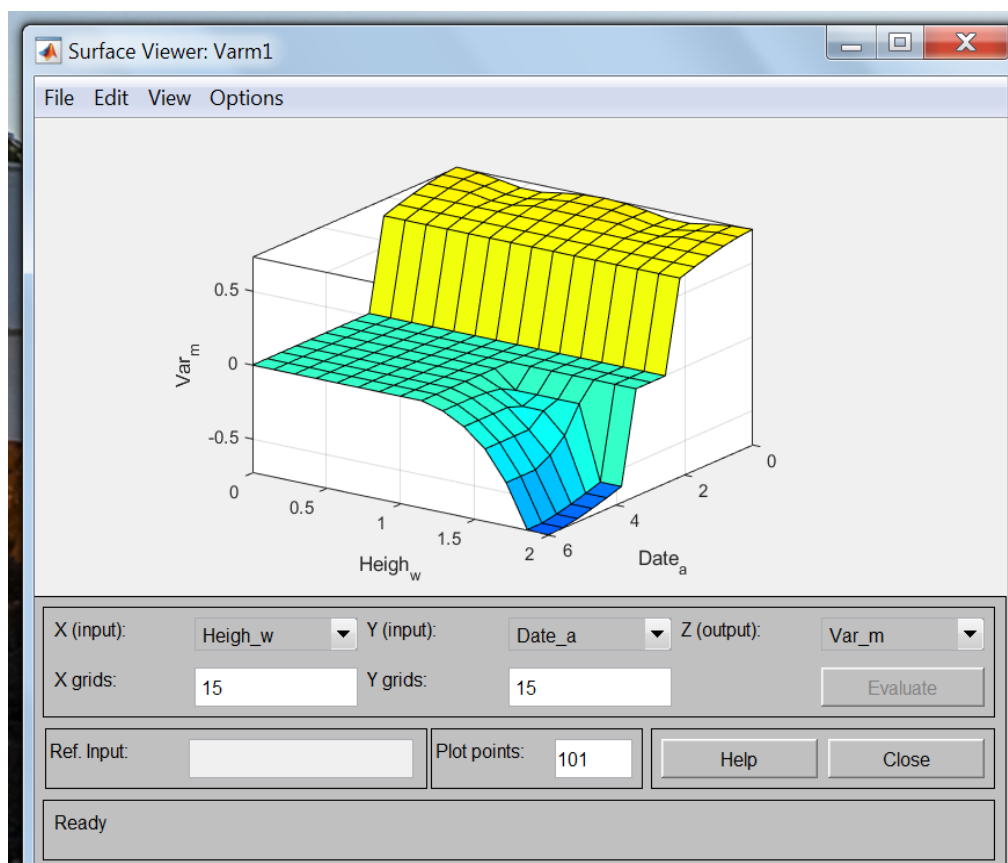 Surface Viewer: Varm1
File Edit View Options
0.5
0
-0.5
Var_m
0
0.5
1
1.5
2
Heigh_w
6
4
2
0
Date_a
X (input): Heigh_w Y (input): Date_a Z (output): Var_m
X grids: 15 Y grids: 15 Evaluate
Ref. Input: Plot points: 101 Help Close
Ready